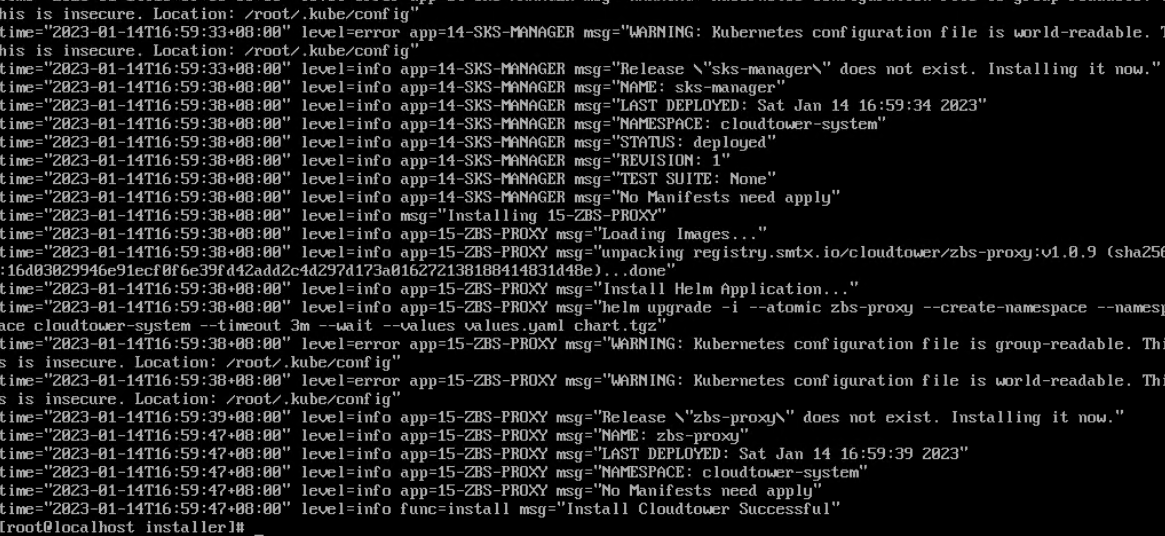 his is insecure. Location: /root/.kube/config"
time="2023-01-14T16:59:33+08:00" level=error app=14-SKS-MANAGER msg="WARNING: Kubernetes configuration file is world-readable. T
his is insecure. Location: /root/.kube/config"
time="2023-01-14T16:59:33+08:00" level=info app=14-SKS-MANAGER msg="Release \"sks-manager\" does not exist. Installing it now."
time="2023-01-14T16:59:38+08:00" level=info app=14-SKS-MANAGER msg="NAME: sks-manager"
time="2023-01-14T16:59:38+08:00" level=info app=14-SKS-MANAGER msg="LAST DEPLOYED: Sat Jan 14 16:59:34 2023"
time="2023-01-14T16:59:38+08:00" level=info app=14-SKS-MANAGER msg="NAMESPACE: cloudtower-system"
time="2023-01-14T16:59:38+08:00" level=info app=14-SKS-MANAGER msg="STATUS: deployed"
time="2023-01-14T16:59:38+08:00" level=info app=14-SKS-MANAGER msg="REVISION: 1"
time="2023-01-14T16:59:38+08:00" level=info app=14-SKS-MANAGER msg="TEST SUITE: None"
time="2023-01-14T16:59:38+08:00" level=info app=14-SKS-MANAGER msg="No Manifests need apply"
time="2023-01-14T16:59:38+08:00" level=info msg="Installing 15-ZBS-PROXY"
time="2023-01-14T16:59:38+08:00" level=info app=15-ZBS-PROXY msg="Loading Images..."
time="2023-01-14T16:59:38+08:00" level=info app=15-ZBS-PROXY msg="unpacking registry.smtx.io/cloudtower/zbs-proxy:v1.0.9 (sha256
:16d03029946e91ecf0f6e39fd42add2c4d297d173a0162721381884148​31d48e)...done"
time="2023-01-14T16:59:38+08:00" level=info app=15-ZBS-PROXY msg="Install Helm Application..."
time="2023-01-14T16:59:38+08:00" level=info app=15-ZBS-PROXY msg="helm upgrade -i --atomic zbs-proxy --create-namespace --namesp
ace cloudtower-system --timeout 3m --wait --values values.yaml chart.tgz"
time="2023-01-14T16:59:38+08:00" level=error app=15-ZBS-PROXY msg="WARNING: Kubernetes configuration file is group-readable. Thi
s is insecure. Location: /root/.kube/config"
time="2023-01-14T16:59:38+08:00" level=error app=15-ZBS-PROXY msg="WARNING: Kubernetes configuration file is world-readable. Thi
s is insecure. Location: /root/.kube/config"
time="2023-01-14T16:59:39+08:00" level=info app=15-ZBS-PROXY msg="Release \"zbs-proxy\" does not exist. Installing it now."
time="2023-01-14T16:59:47+08:00" level=info app=15-ZBS-PROXY msg="NAME: zbs-proxy"
time="2023-01-14T16:59:47+08:00" level=info app=15-ZBS-PROXY msg="LAST DEPLOYED: Sat Jan 14 16:59:39 2023"
time="2023-01-14T16:59:47+08:00" level=info app=15-ZBS-PROXY msg="NAMESPACE: cloudtower-system"
time="2023-01-14T16:59:47+08:00" level=info app=15-ZBS-PROXY msg="No Manifests need apply"
time="2023-01-14T16:59:47+08:00" level=info func=install msg="Install Cloudtower Successful"
[root@localhost installer]# _